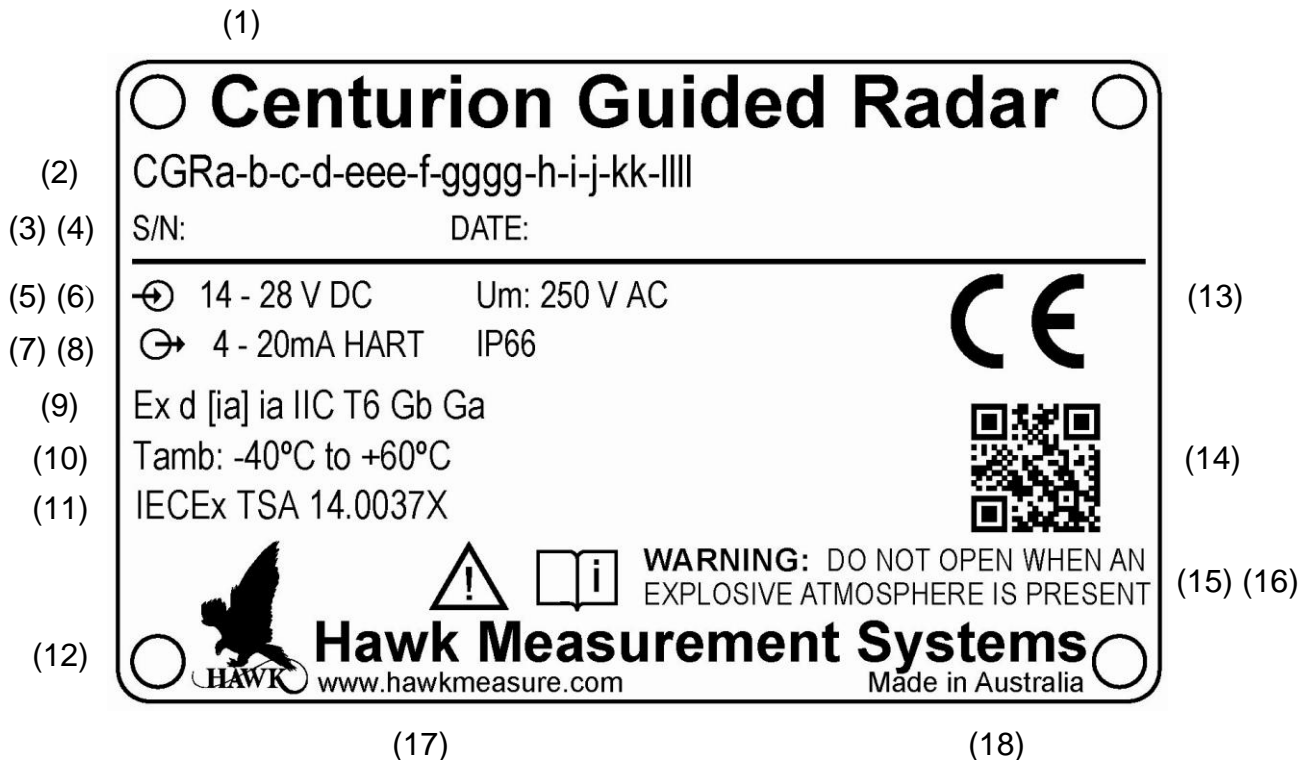 (1)
Centurion Guided Radar
(2) CGRa-b-c-d-eee-f-gggg-h-i-j-kk-llll
(3) (4) S/N: DATE:
(5) (6) 14 - 28 V DC Um: 250 V AC CE (13)
(7) (8) 4 - 20mA HART IP66
(9) Ex d [ia] ia IIC T6 Gb Ga
(10) Tamb: -40ºC to +60ºC (14)
(11) IECEx TSA 14.0037X
! i WARNING: DO NOT OPEN WHEN AN
EXPLOSIVE ATMOSPHERE IS PRESENT (15) (16)
(12) HAWK Hawk Measurement Systems
www.hawkmeasure.com Made in Australia
(17) (18)